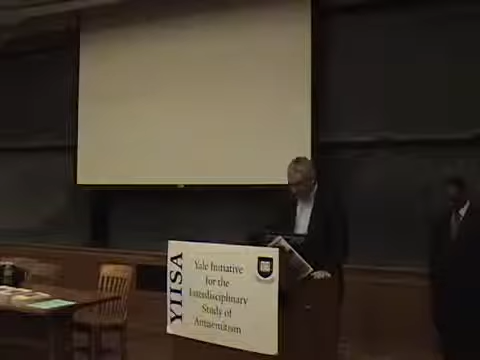 YIISA
Yale Initiative
for the
Interdisciplinary
Study of
Antisemitism